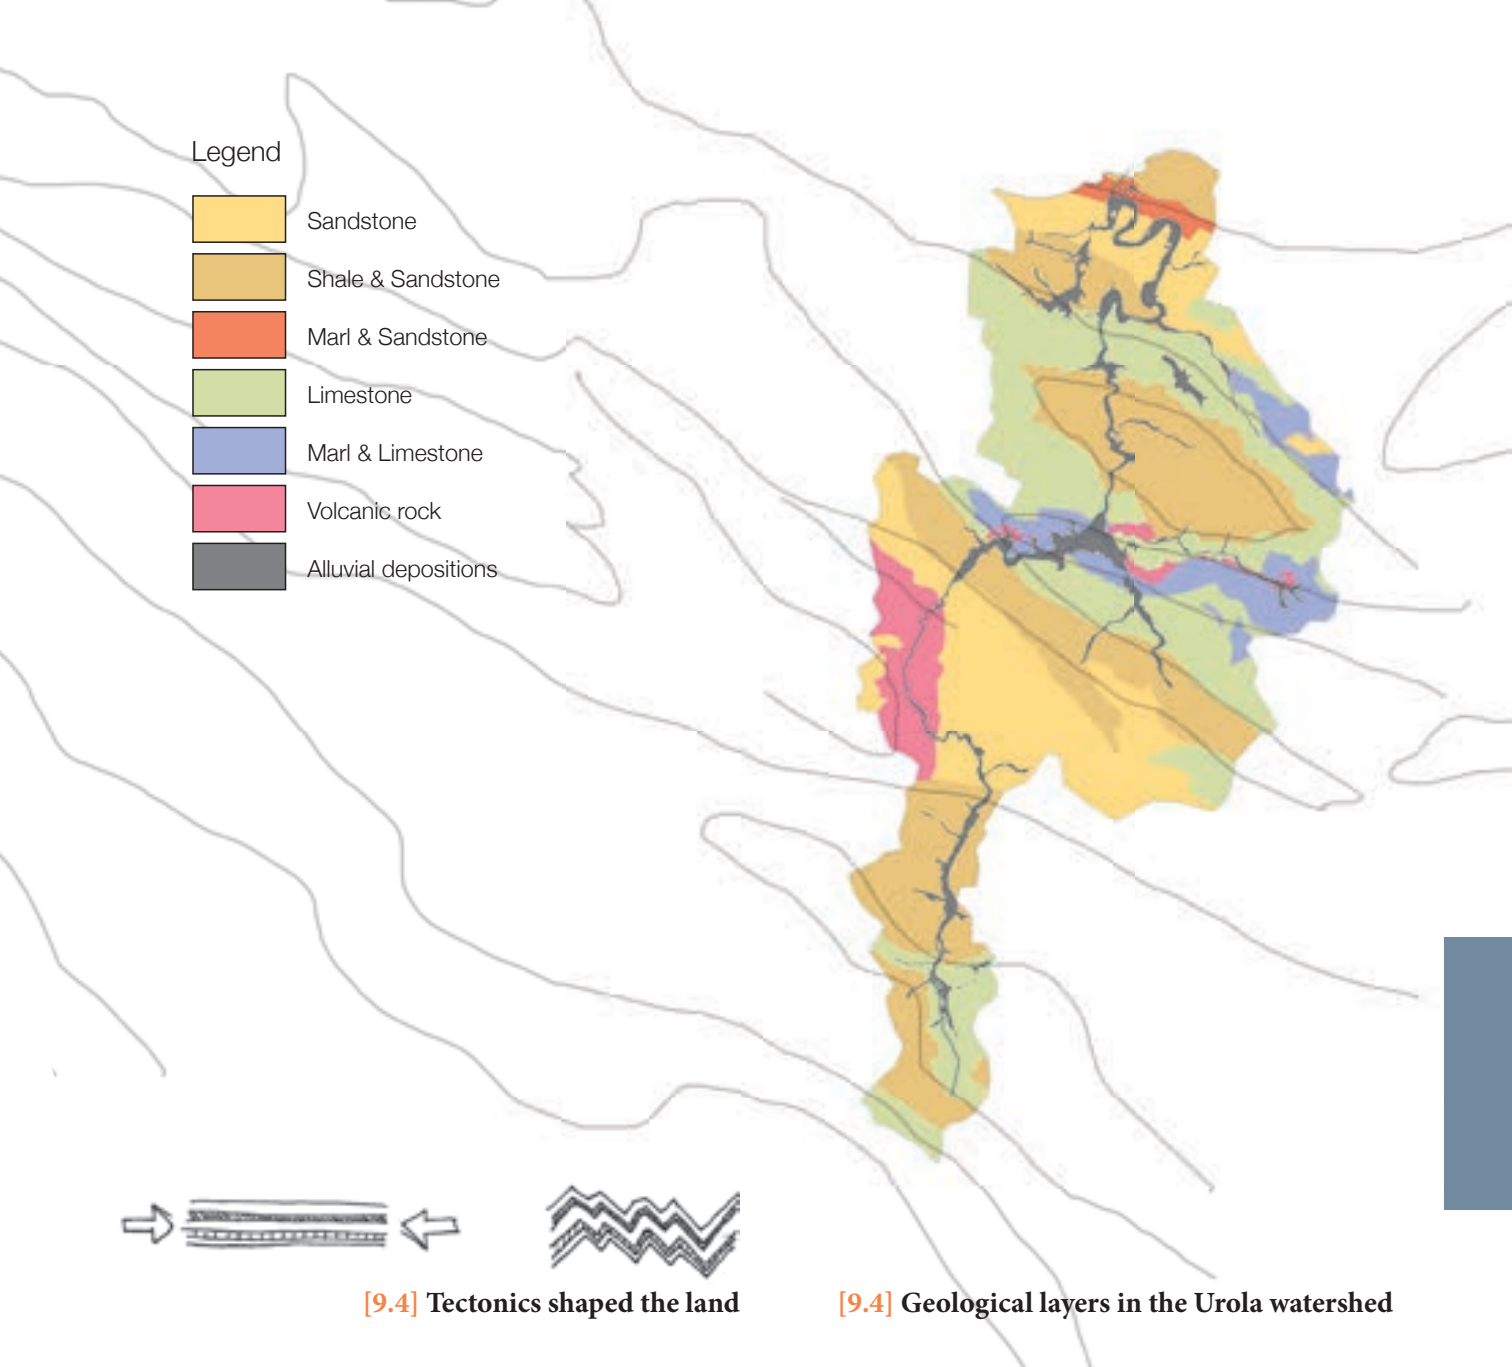 Legend
Sandstone
Shale & Sandstone
Marl & Sandstone
Limestone
Marl & Limestone
Volcanic rock
Alluvial depositions
[9.4] Tectonics shaped the land
[9.4] Geological layers in the Urola watershed